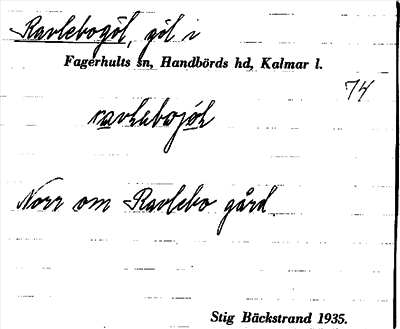 Ravlebogöl, göl i
Fagerhults sn, Handbörds hd, Kalmar l.
74
ravlebojöl
Norr om Ravlebo gård.
Stig Bäckstrand 1935.